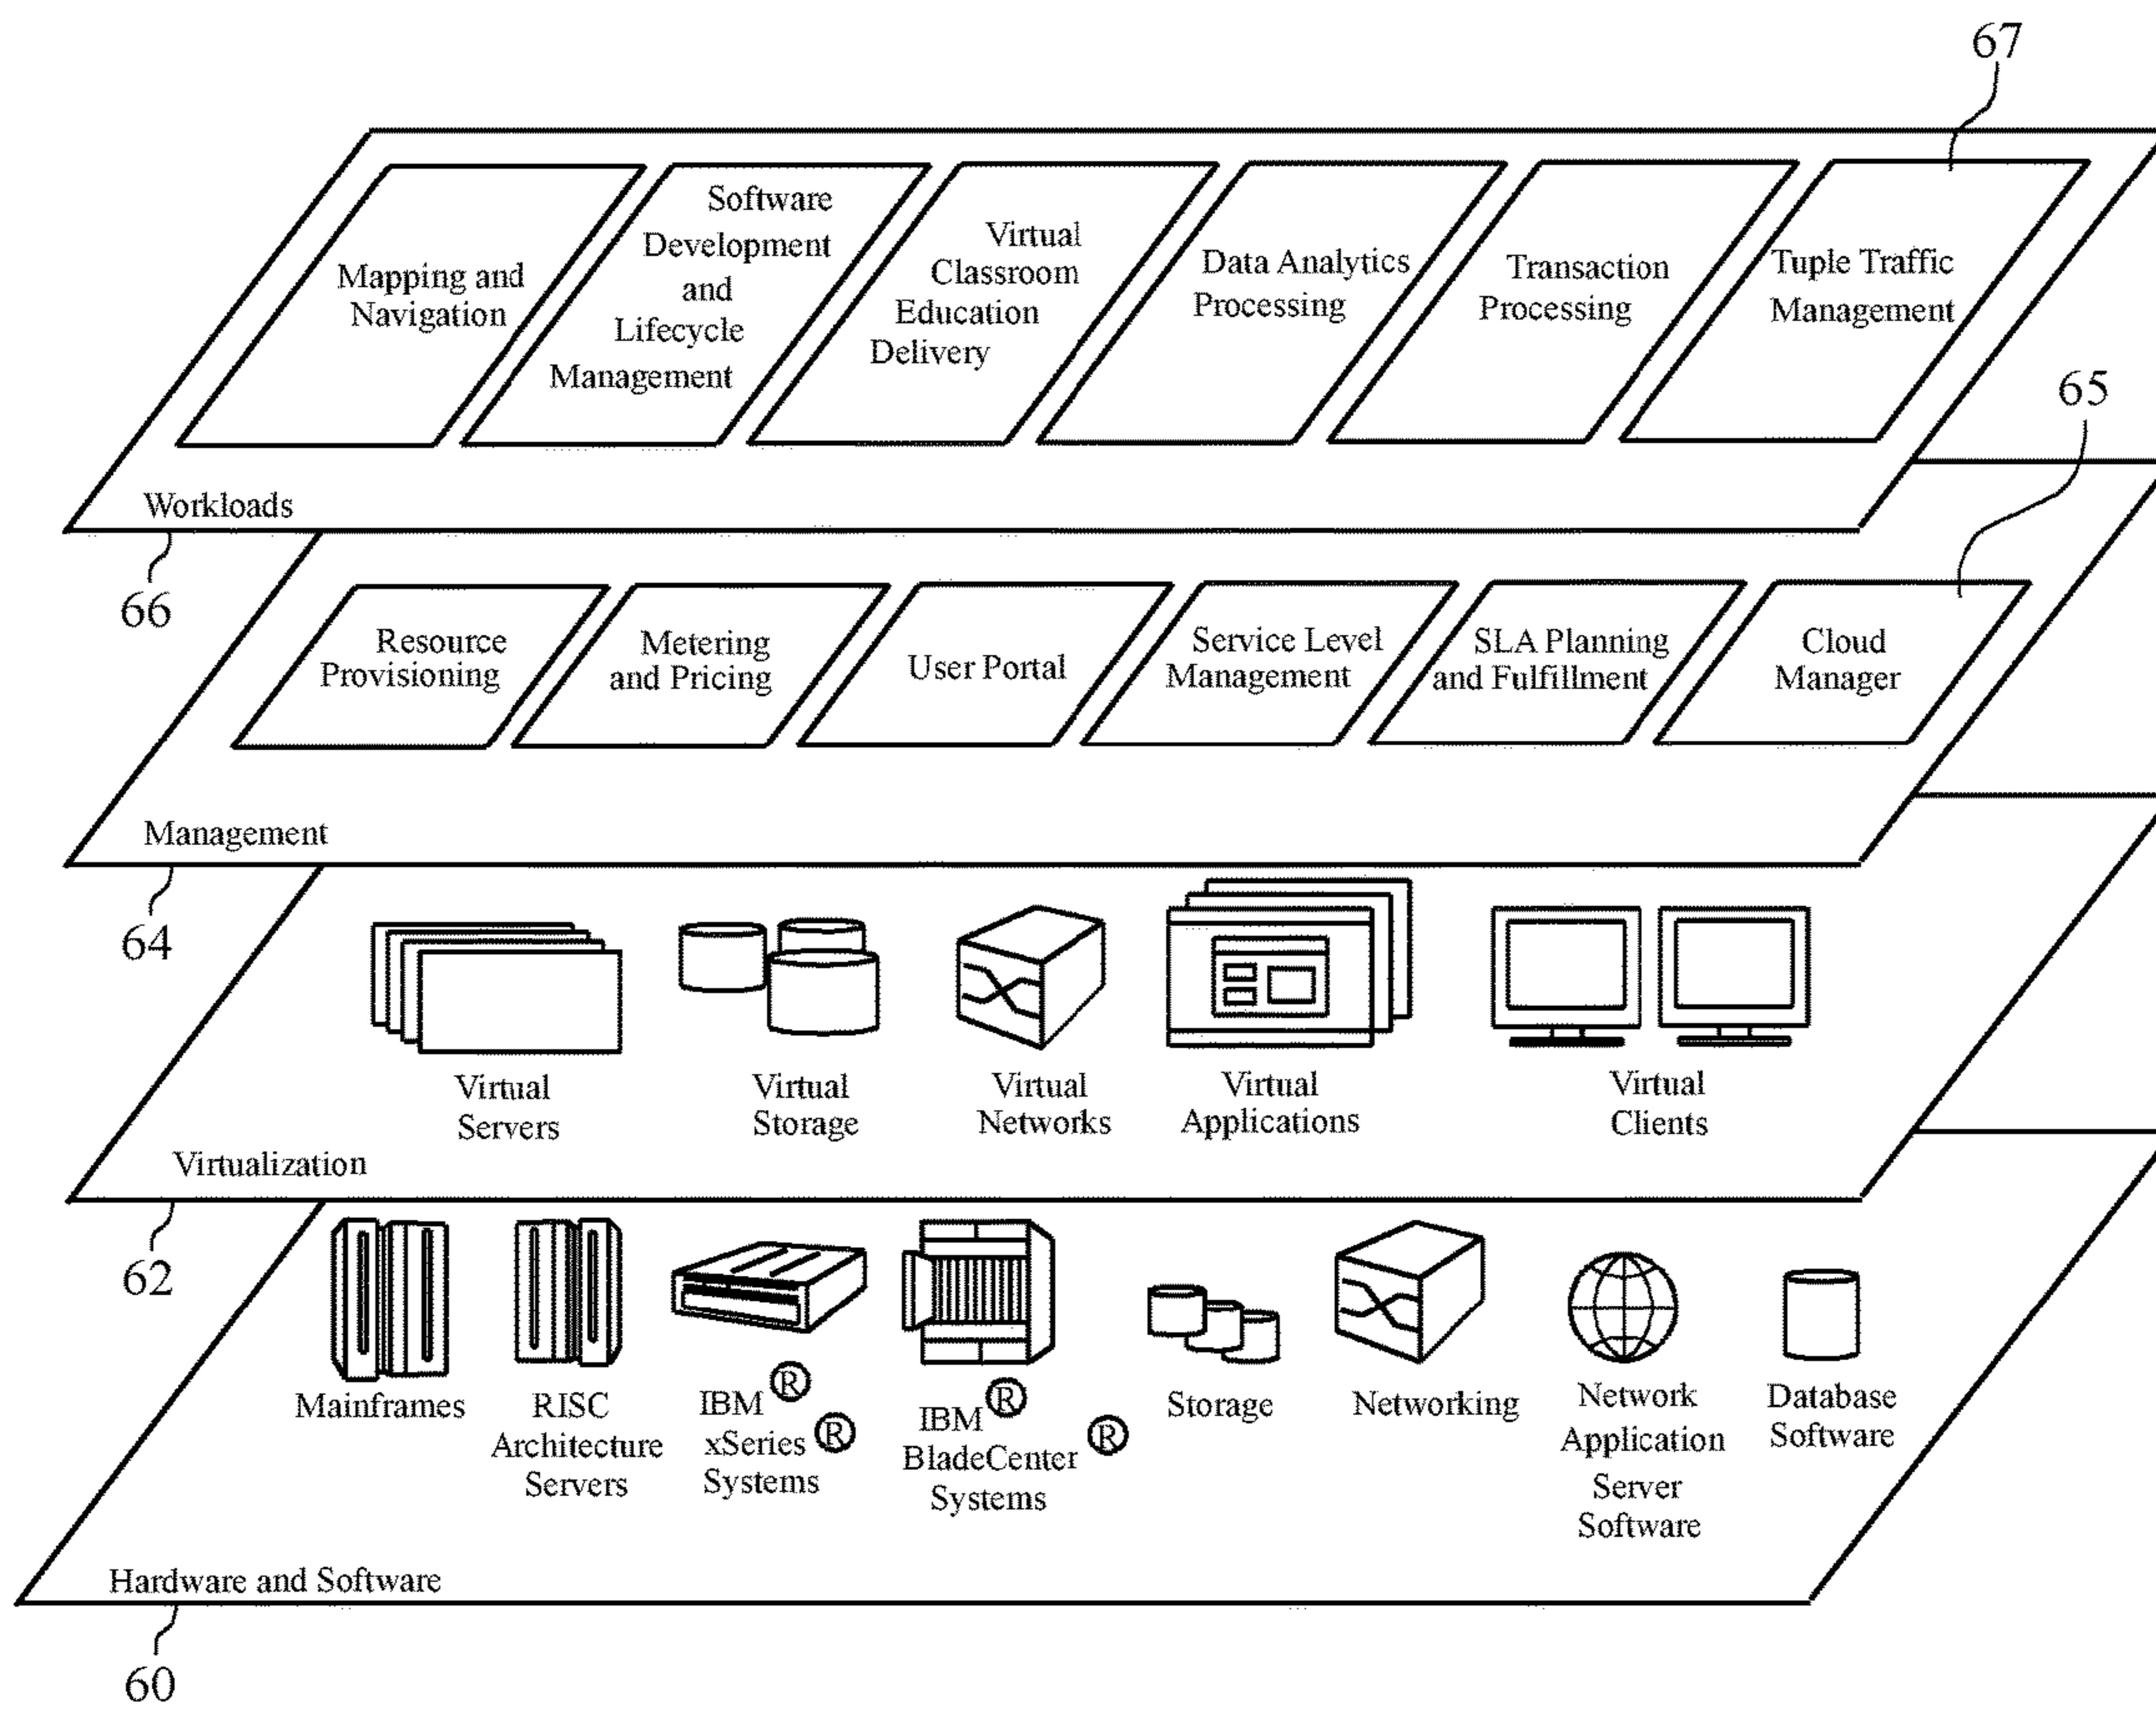 67
Mapping and
Navigation
Software
Development
and
Lifecycle
Management
Virtual
Classroom
Education
Delivery
Data Analytics
Processing
Transaction
Processing
Tuple Traffic
Management
65
Workloads
66
Resource
Provisioning
Metering
and Pricing
User Portal
Service Level
Management
SLA Planning
and Fulfillment
Cloud
Manager
Management
64
Virtual
Servers
Virtual
Storage
Virtual
Networks
Virtual
Applications
Virtual
Clients
Virtualization
62
Mainframes
RISC
Architecture
Servers
IBM ®
xSeries ®
Systems
IBM ®
BladeCenter ®
Systems
Storage
Networking
Network
Application
Server
Software
Database
Software
Hardware and Software
60